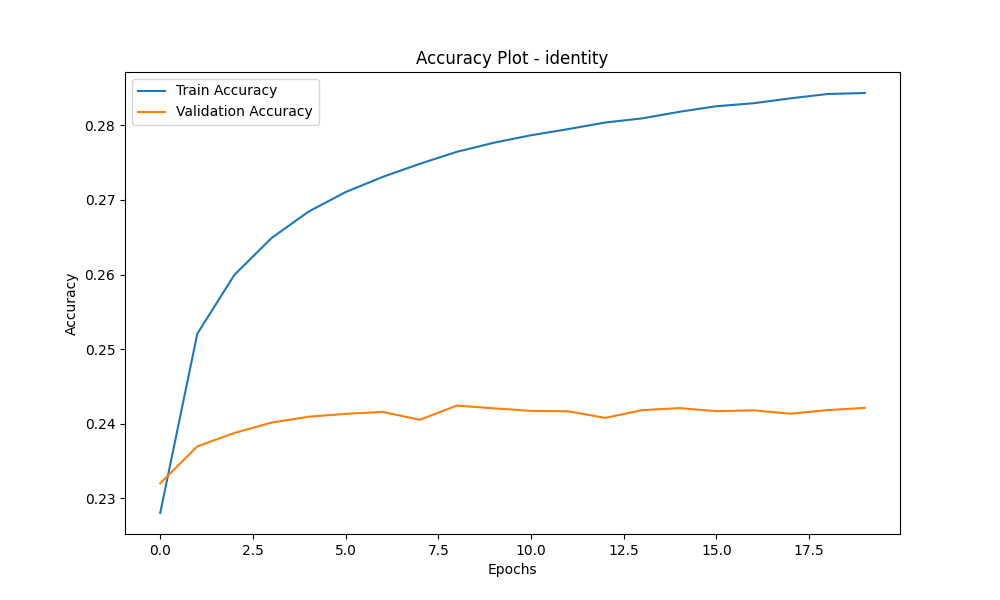 Accuracy Plot - identity
Train Accuracy
Validation Accuracy
0.28
0.27
0.26
0.25
0.24
0.23
Accuracy
0.0 2.5 5.0 7.5 10.0 12.5 15.0 17.5
Epochs